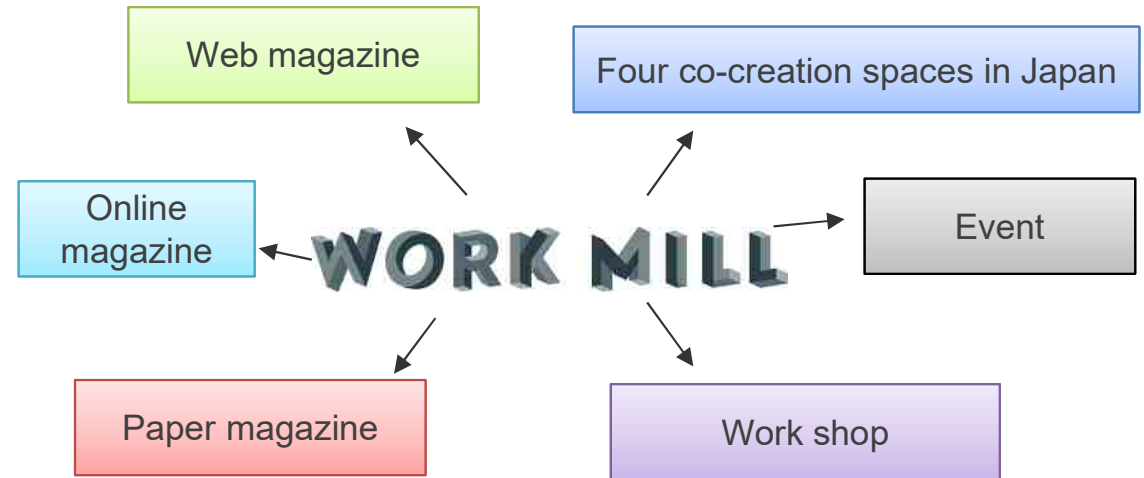 Web magazine
Four co-creation spaces in Japan
Online
magazine
WORK MILL
Event
Paper magazine
Work shop